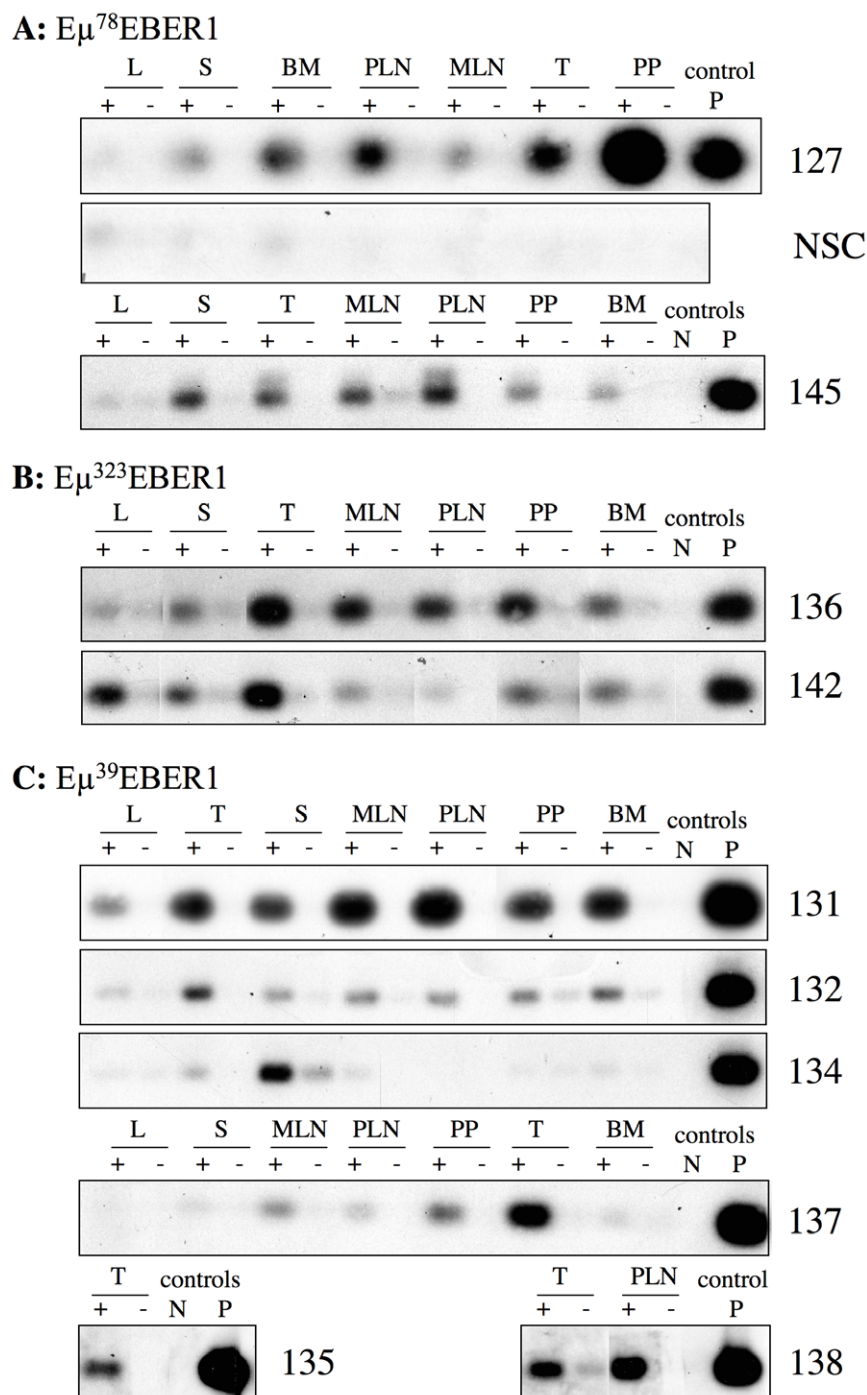 A: Eμ⁷⁸EBER1
L S BM PLN MLN T PP control
+ - + - + - + - + - + - + - P
127
NSC
L S T MLN PLN PP BM controls
+ - + - + - + - + - + - + - N P
145
B: Eμ³²³EBER1
L S T MLN PLN PP BM controls
+ - + - + - + - + - + - + - N P
136
142
C: Eμ³⁹EBER1
L T S MLN PLN PP BM controls
+ - + - + - + - + - + - + - N P
131
132
134
L S MLN PLN PP T BM controls
+ - + - + - + - + - + - + - N P
137
T controls T PLN control
+ - N P + - + - P
135 138